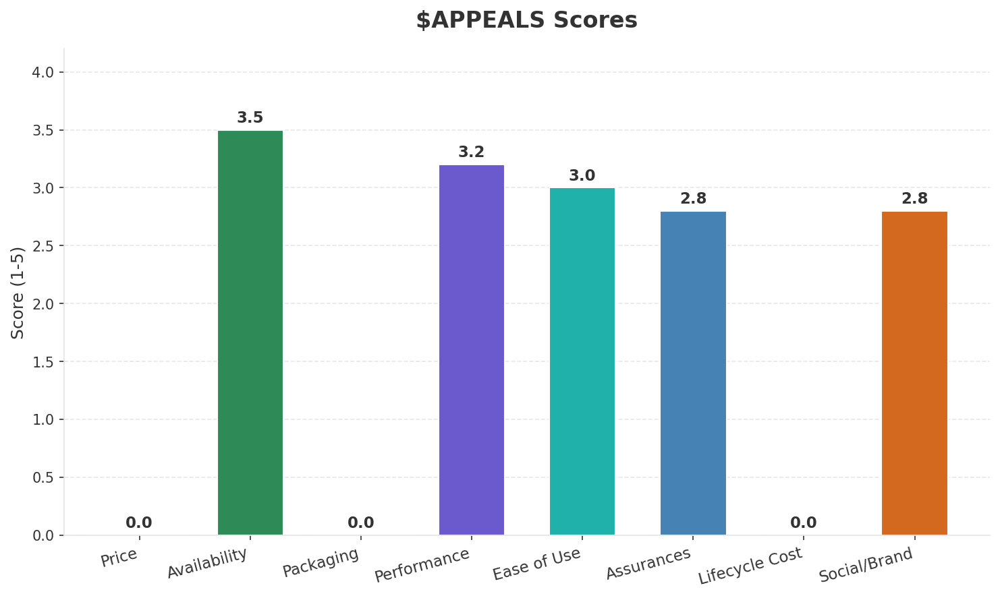 $APPEALS Scores
Score (1-5)
4.0
3.5
3.0
2.5
2.0
1.5
1.0
0.5
0.0
0.0
3.5
0.0
3.2
3.0
2.8
0.0
2.8
Price
Availability
Packaging
Performance
Ease of Use
Assurances
Lifecycle Cost
Social/Brand